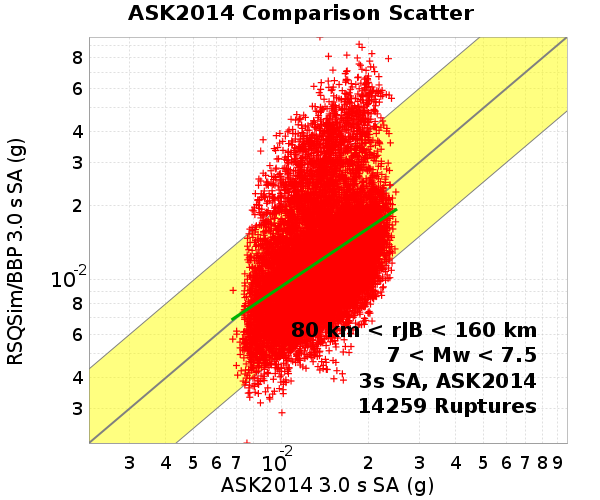 ASK2014 Comparison Scatter
RSQSim/BBP 3.0 s SA (g)
8
6
4
3
2
10-2
8
6
4
3
80 km < rJB < 160 km
7 < Mw < 7.5
3s SA, ASK2014
14259 Ruptures
3 4 5 6 7 10-2 2 3 4 5 6 7 8 9
ASK2014 3.0 s SA (g)